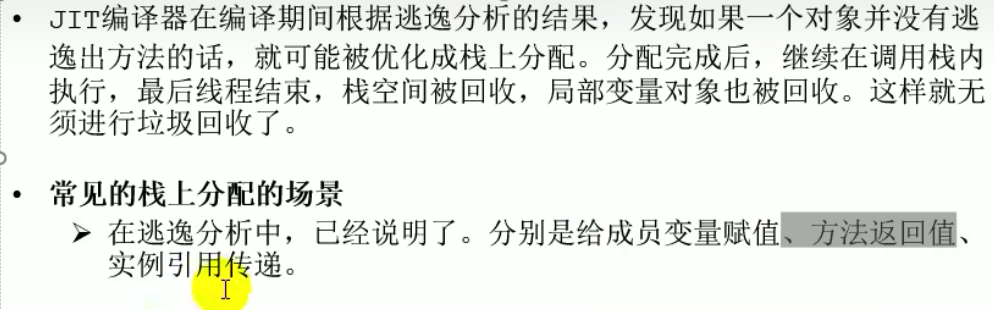 • JIT编译器在编译期间根据逃逸分析的结果，发现如果一个对象并没有逃
逸出方法的话，就可能被优化成栈上分配。分配完成后，继续在调用栈内
执行，最后线程结束，栈空间被回收，局部变量对象也被回收。这样就无
须进行垃圾回收了。
• 常见的栈上分配的场景
➢ 在逃逸分析中，已经说明了。分别是给成员变量赋值、方法返回值、
实例引用传递。